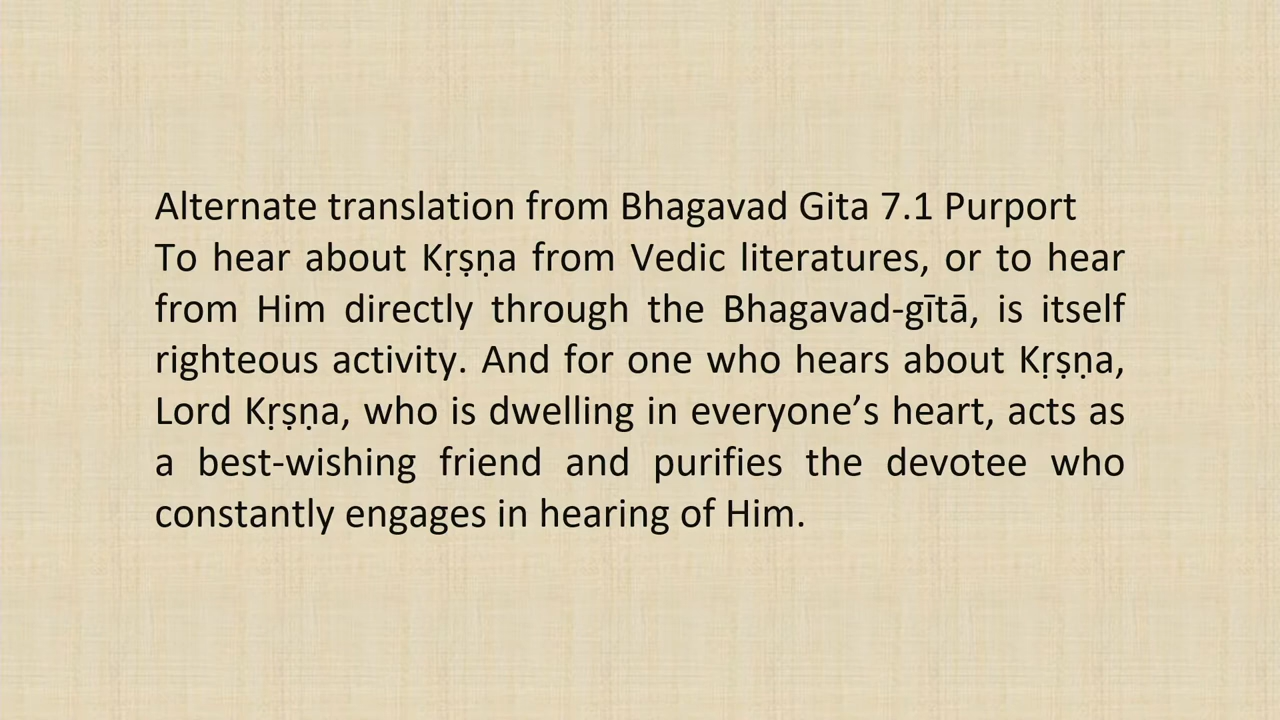 Alternate translation from Bhagavad Gita 7.1 Purport
To hear about Kṛṣṇa from Vedic literatures, or to hear
from Him directly through the Bhagavad-gītā, is itself
righteous activity. And for one who hears about Kṛṣṇa,
Lord Kṛṣṇa, who is dwelling in everyone’s heart, acts as
a best-wishing friend and purifies the devotee who
constantly engages in hearing of Him.